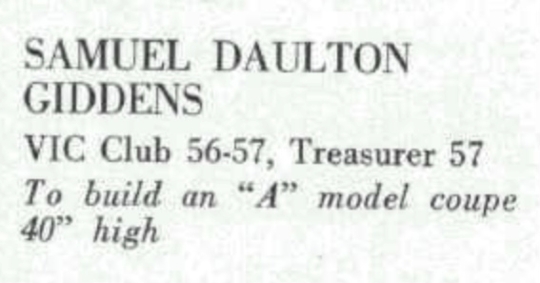 SAMUEL DAULTON
GIDDENS
VIC Club 56-57, Treasurer 57
To build an “A” model coupe
40” high